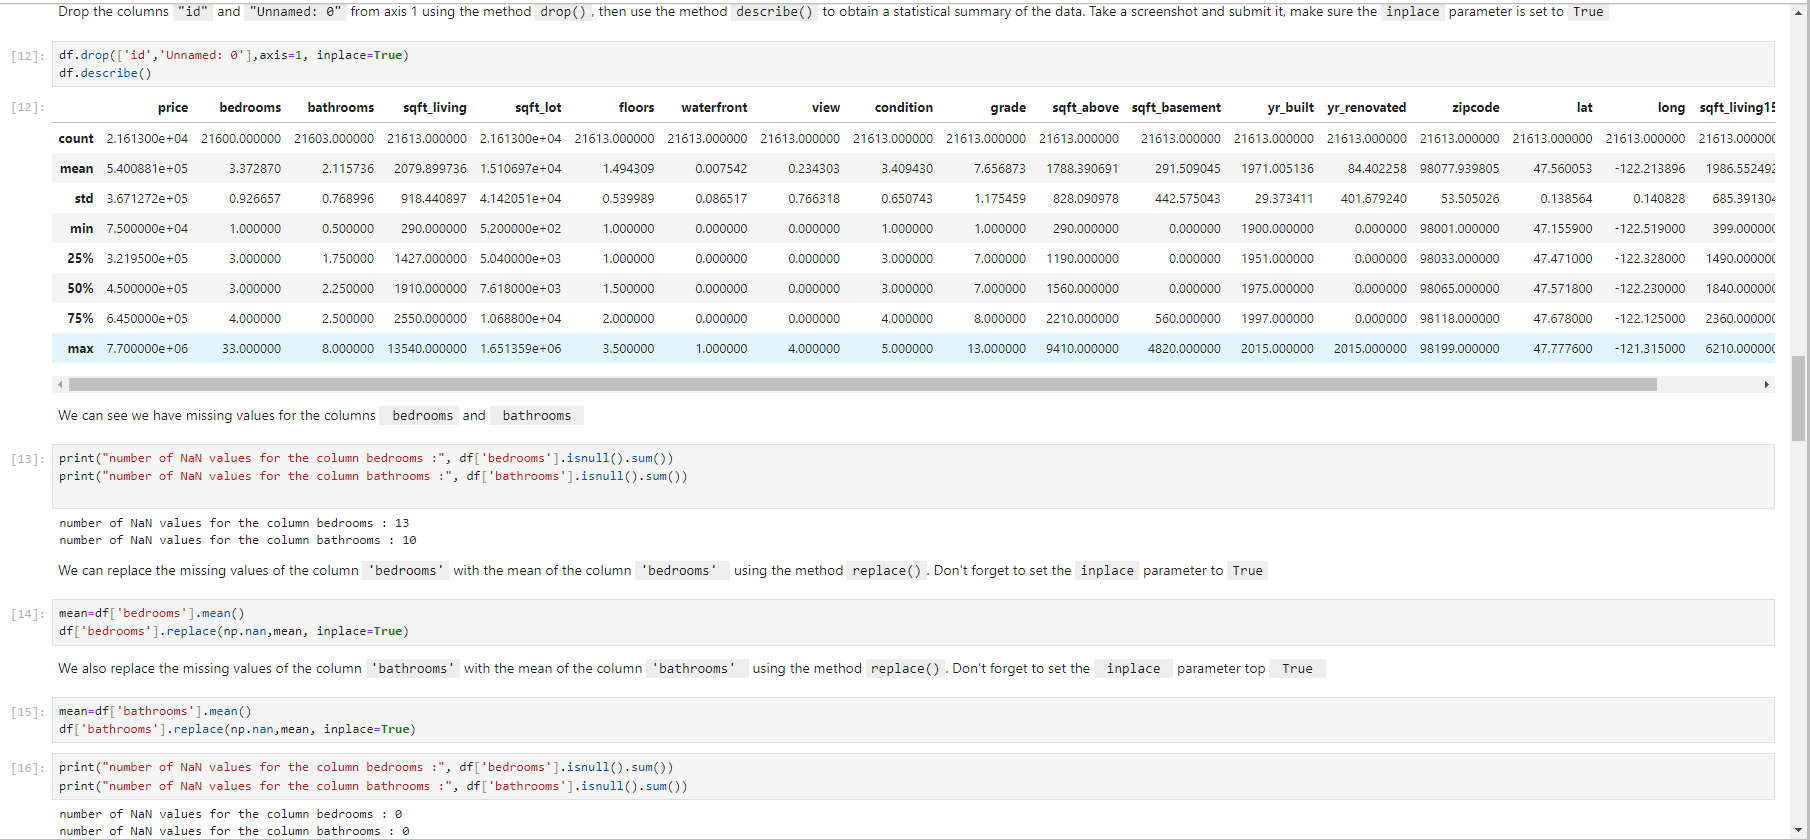 Drop the columns "id" and "Unnamed: 0" from axis 1 using the method drop() , then use the method describe() to obtain a statistical summary of the data. Take a screenshot and submit it, make sure the inplace parameter is set to True
[12]: df.drop(['id','Unnamed: 0'],axis=1, inplace=True)
df.describe()
[12]: price bedrooms bathrooms sqft_living sqft_lot floors waterfront view condition grade sqft_above sqft_basement yr_built yr_renovated zipcode lat long sqft_living15
count 2.161300e+04 21600.000000 21603.000000 21613.000000 2.161300e+04 21613.000000 21613.000000 21613.000000 21613.000000 21613.000000 21613.000000 21613.000000 21613.000000 21613.000000 21613.000000 21613.000000 21613.000000 21613.000000
mean 5.400881e+05 3.372870 2.115736 2079.899736 1.510697e+04 1.494309 0.007542 0.234303 3.409430 7.656873 1788.390691 291.509045 1971.005136 84.402258 98077.939805 47.560053 -122.213896 1986.552492
std 3.671272e+05 0.926657 0.768996 918.440897 4.142051e+04 0.539989 0.086517 0.766318 0.650743 1.175459 828.090978 442.575043 29.373411 401.679240 53.505026 0.138564 0.140828 685.391304
min 7.500000e+04 1.000000 0.500000 290.000000 5.200000e+02 1.000000 0.000000 0.000000 1.000000 1.000000 290.000000 0.000000 1900.000000 0.000000 98001.000000 47.155900 -122.519000 399.000000
25% 3.219500e+05 3.000000 1.750000 1427.000000 5.040000e+03 1.000000 0.000000 0.000000 3.000000 7.000000 1190.000000 0.000000 1951.000000 0.000000 98033.000000 47.471000 -122.328000 1490.000000
50% 4.500000e+05 3.000000 2.250000 1910.000000 7.618000e+03 1.500000 0.000000 0.000000 3.000000 7.000000 1560.000000 0.000000 1975.000000 0.000000 98065.000000 47.571800 -122.230000 1840.000000
75% 6.450000e+05 4.000000 2.500000 2550.000000 1.068800e+04 2.000000 0.000000 0.000000 4.000000 8.000000 2210.000000 560.000000 1997.000000 0.000000 98118.000000 47.678000 -122.125000 2360.000000
max 7.700000e+06 33.000000 8.000000 13540.000000 1.651359e+06 3.500000 1.000000 4.000000 5.000000 13.000000 9410.000000 4820.000000 2015.000000 2015.000000 98199.000000 47.777600 -121.315000 6210.000000
We can see we have missing values for the columns bedrooms and bathrooms
[13]: print("number of NaN values for the column bedrooms :", df['bedrooms'].isnull().sum())
print("number of NaN values for the column bathrooms :", df['bathrooms'].isnull().sum())
number of NaN values for the column bedrooms : 13
number of NaN values for the column bathrooms : 10
We can replace the missing values of the column 'bedrooms' with the mean of the column 'bedrooms' using the method replace() . Don't forget to set the inplace parameter to True
[14]: mean=df['bedrooms'].mean()
df['bedrooms'].replace(np.nan,mean, inplace=True)
We also replace the missing values of the column 'bathrooms' with the mean of the column 'bathrooms' using the method replace() . Don't forget to set the inplace parameter top True
[15]: mean=df['bathrooms'].mean()
df['bathrooms'].replace(np.nan,mean, inplace=True)
[16]: print("number of NaN values for the column bedrooms :", df['bedrooms'].isnull().sum())
print("number of NaN values for the column bathrooms :", df['bathrooms'].isnull().sum())
number of NaN values for the column bedrooms : 0
number of NaN values for the column bathrooms : 0